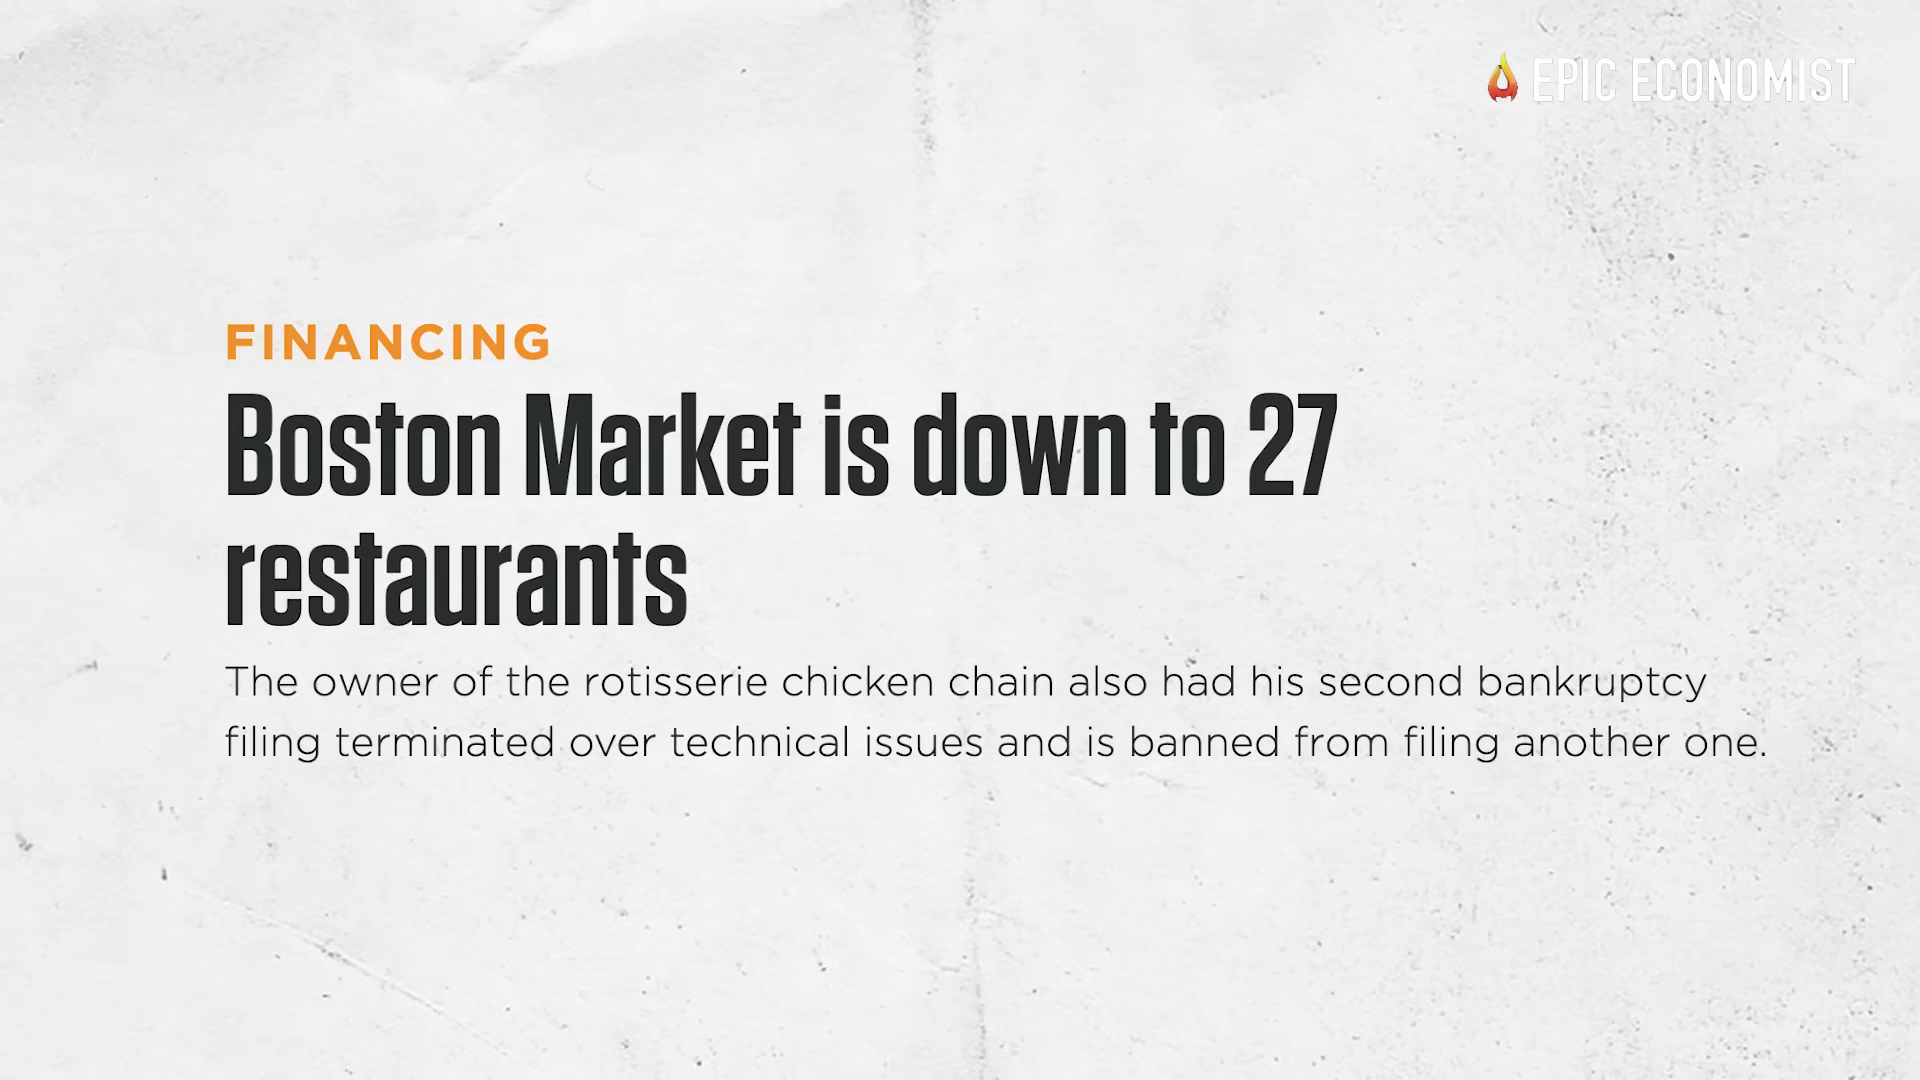 EPIC ECONOMIST
FINANCING
Boston Market is down to 27
restaurants
The owner of the rotisserie chicken chain also had his second bankruptcy
filing terminated over technical issues and is banned from filing another one.